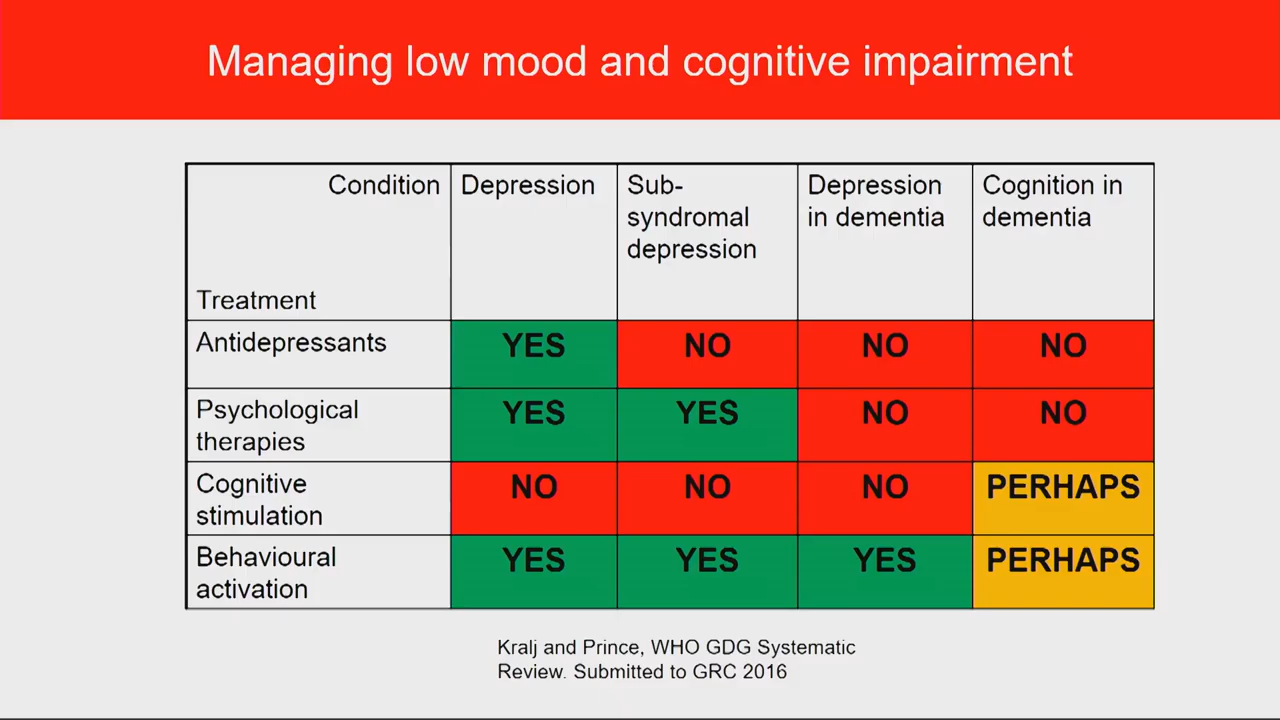 Managing low mood and cognitive impairment
Condition
Treatment
Depression
Sub-
syndromal
depression
Depression
in dementia
Cognition in
dementia
Antidepressants
YES
NO
NO
NO
Psychological
therapies
YES
YES
NO
NO
Cognitive
stimulation
NO
NO
NO
PERHAPS
Behavioural
activation
YES
YES
YES
PERHAPS
Kralj and Prince, WHO GDG Systematic
Review. Submitted to GRC 2016